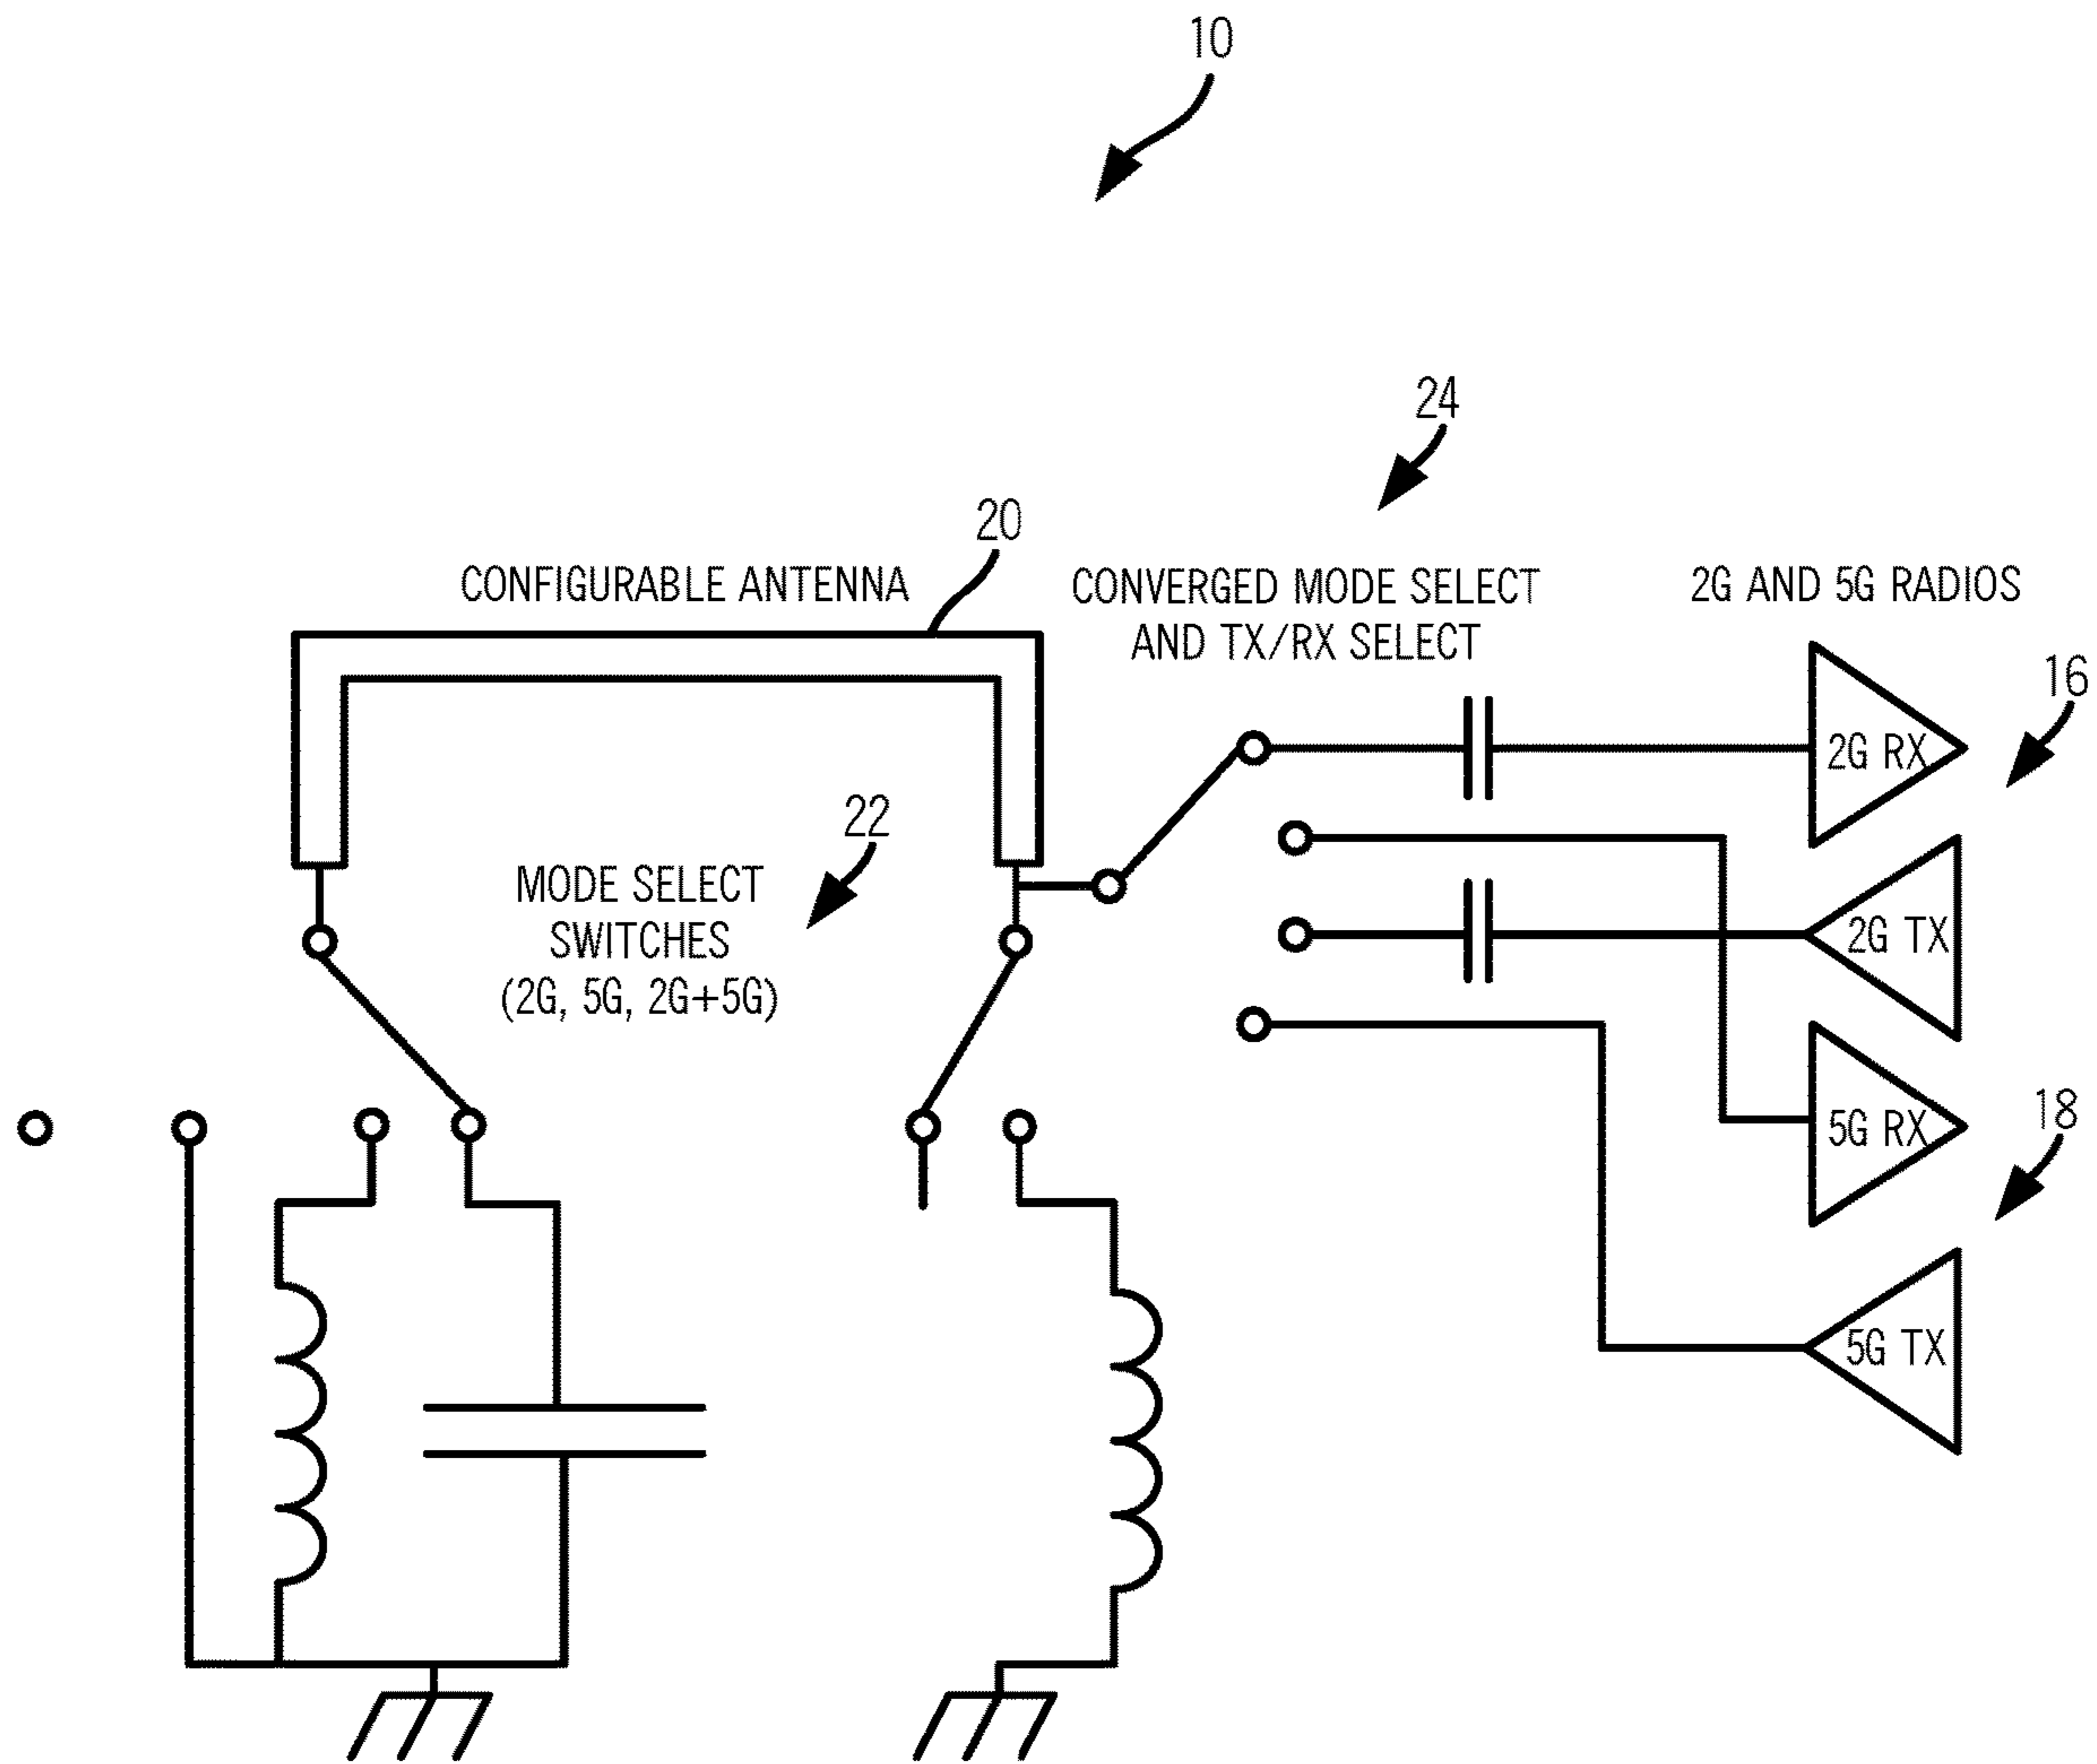 10
24
20
CONFIGURABLE ANTENNA
CONVERGED MODE SELECT
AND TX/RX SELECT
2G AND 5G RADIOS
16
2G RX
22
MODE SELECT
SWITCHES
(2G, 5G, 2G+5G)
2G TX
18
5G RX
5G TX